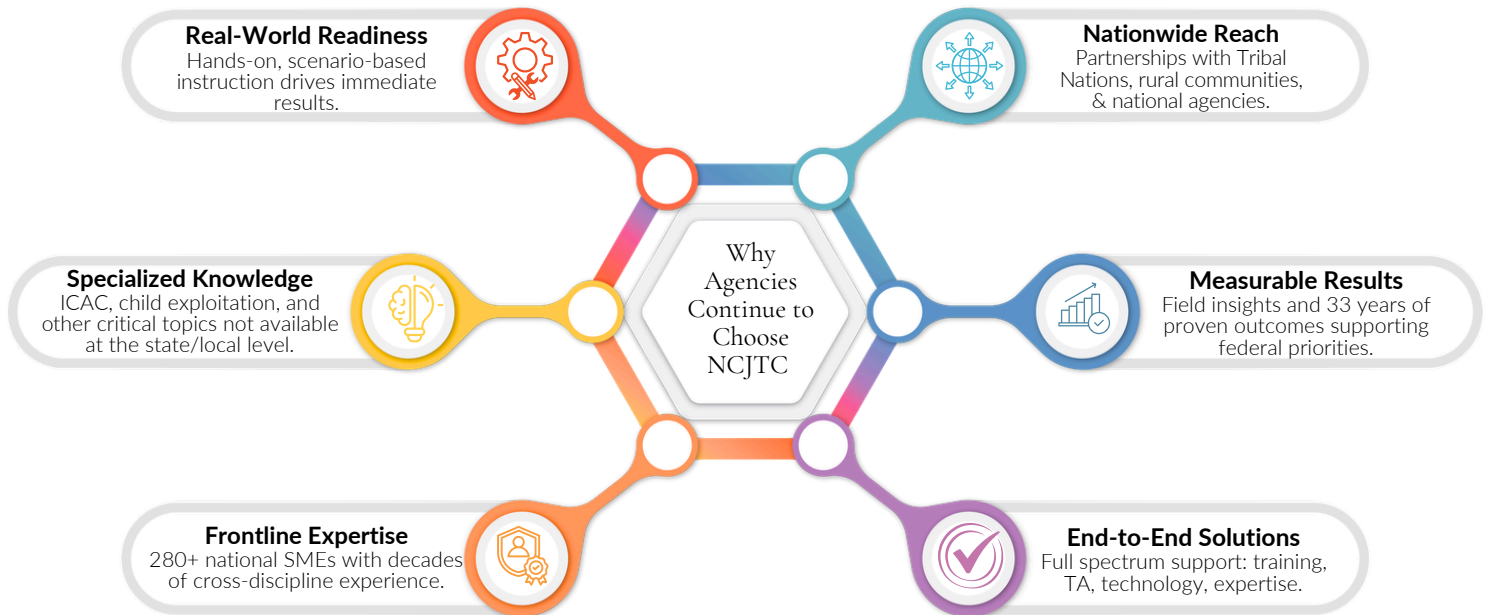 Real-World Readiness
Hands-on, scenario-based
instruction drives immediate
results.
Nationwide Reach
Partnerships with Tribal
Nations, rural communities,
& national agencies.
Specialized Knowledge
ICAC, child exploitation, and
other critical topics not available
at the state/local level.
Why
Agencies
Continue to
Choose
NCJTC
Measurable Results
Field insights and 33 years of
proven outcomes supporting
federal priorities.
Frontline Expertise
280+ national SMEs with decades
of cross-discipline experience.
End-to-End Solutions
Full spectrum support: training,
TA, technology, expertise.